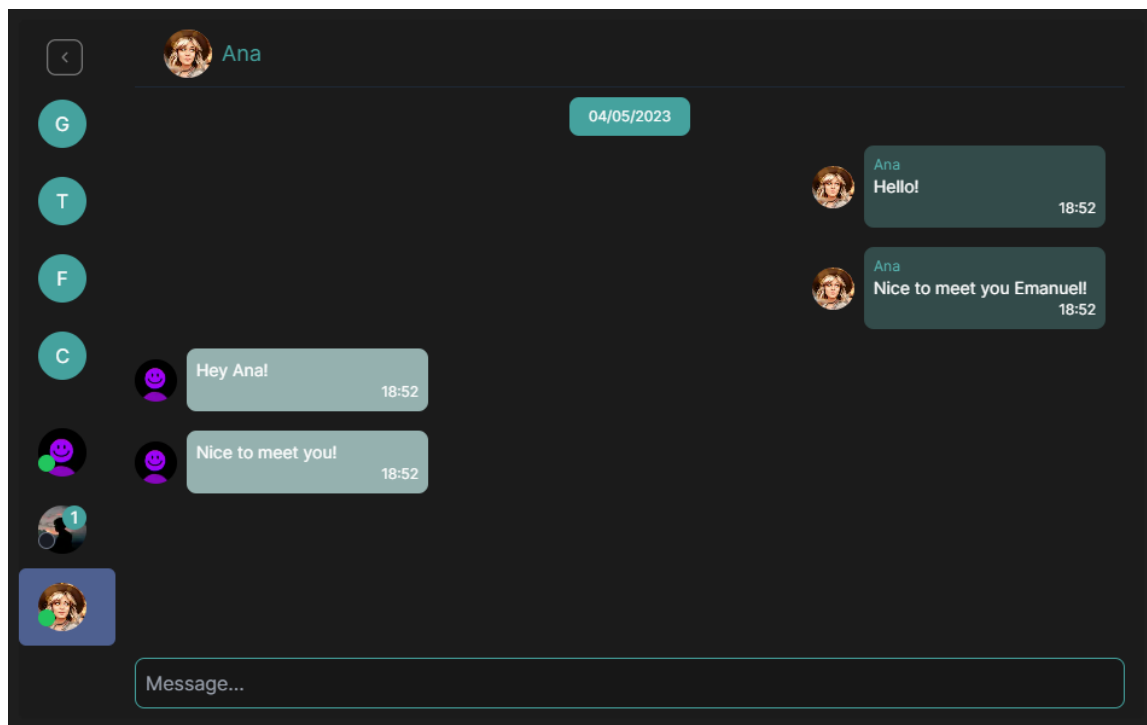 Ana
G
T
F
C
1
04/05/2023
Ana
Hello!
18:52
Ana
Nice to meet you Emanuel!
18:52
Hey Ana!
18:52
Nice to meet you!
18:52
Message...